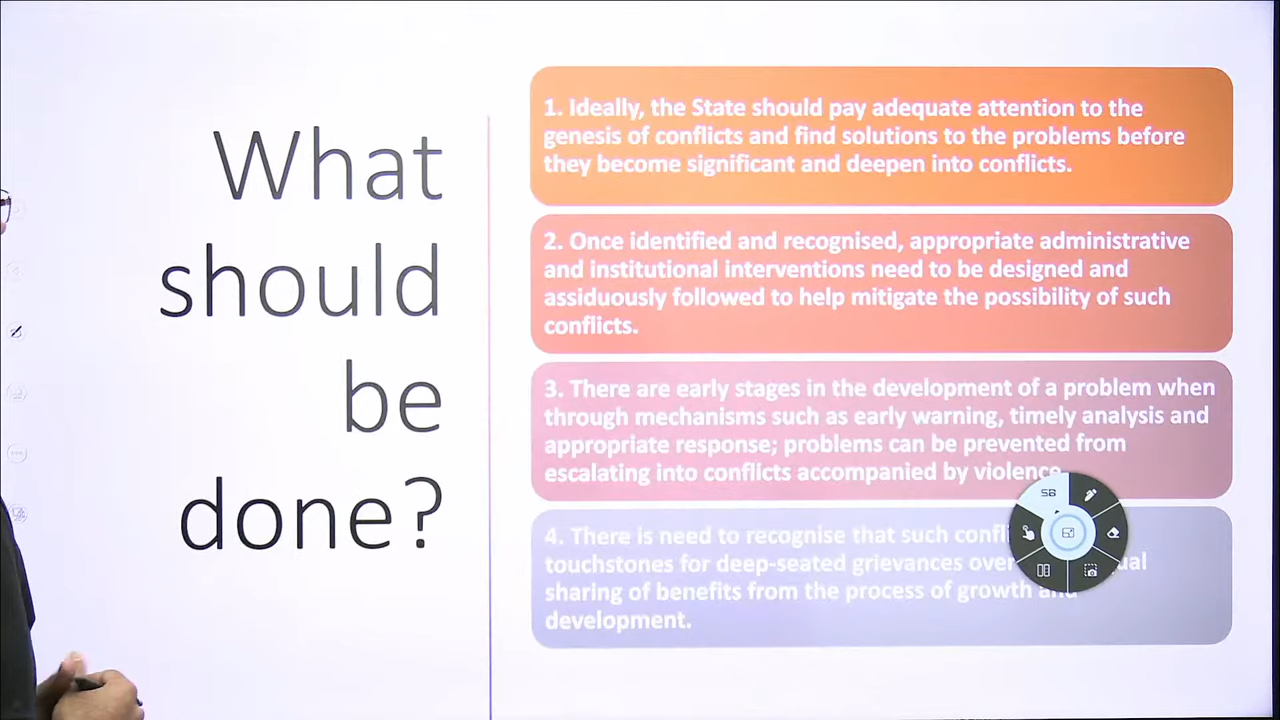 What
should
be
done?
1. Ideally, the State should pay adequate attention to the
genesis of conflicts and find solutions to the problems before
they become significant and deepen into conflicts.
2. Once identified and recognised, appropriate administrative
and institutional interventions need to be designed and
assiduously followed to help mitigate the possibility of such
conflicts.
3. There are early stages in the development of a problem when
through mechanisms such as early warning, timely analysis and
appropriate response; problems can be prevented from
escalating into conflicts accompanied by violence
SB
4. There is need to recognise that such
touchstones for deep-seated grievances over
sharing of benefits from the process of growth and
development.